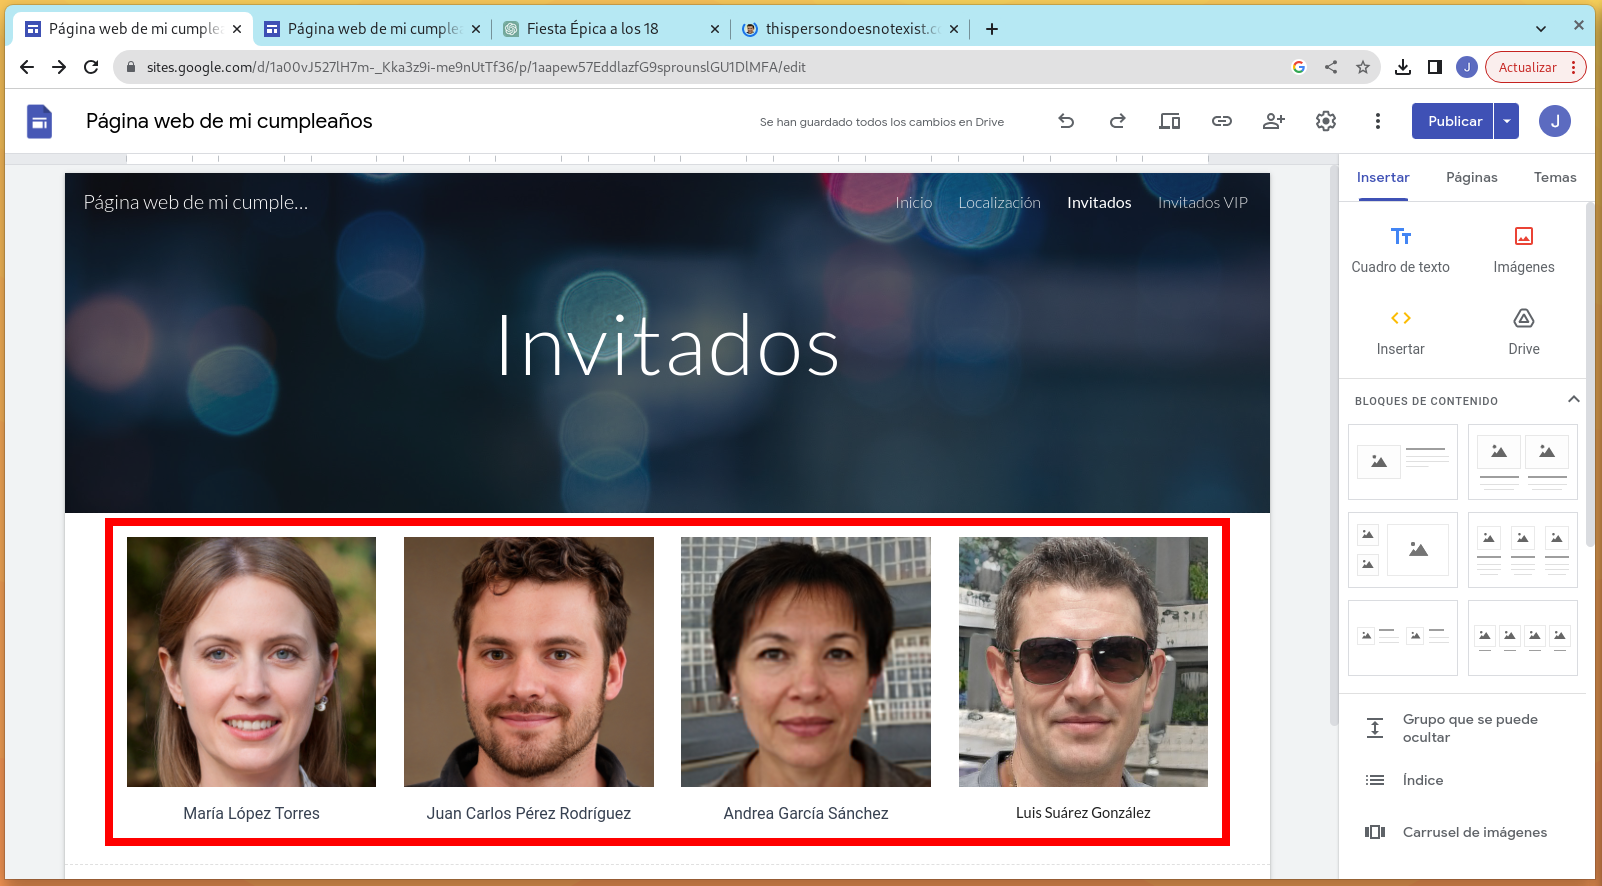 Página web de mi cumplea
Página web de mi cumplea
Fiesta Épica a los 18
thispersondoesnotexist.c
sites.google.com/d/1a00vJ527lH7m-_Kka3z9i-me9nUtTf36/p/1aapew57EddlazfG9sprounslGU1DlMFA/edit
J
Actualizar
Página web de mi cumpleaños
Se han guardado todos los cambios en Drive
Publicar
J
Insertar
Páginas
Temas
Página web de mi cumple...
Inicio
Localización
Invitados
Invitados VIP
Invitados
Cuadro de texto
Imágenes
Insertar
Drive
BLOQUES DE CONTENIDO
María López Torres
Juan Carlos Pérez Rodríguez
Andrea García Sánchez
Luis Suárez González
Grupo que se puede
ocultar
Índice
Carrusel de imágenes